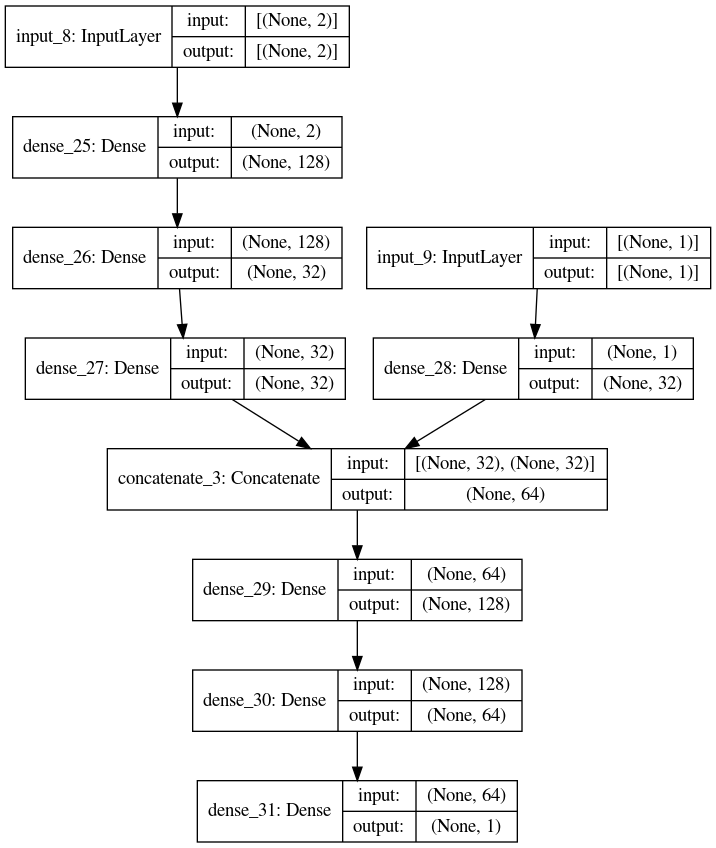 input_8: InputLayer
input: [(None, 2)]
output: [(None, 2)]
dense_25: Dense
input: (None, 2)
output: (None, 128)
dense_26: Dense
input: (None, 128)
output: (None, 32)
input_9: InputLayer
input: [(None, 1)]
output: [(None, 1)]
dense_27: Dense
input: (None, 32)
output: (None, 32)
dense_28: Dense
input: (None, 1)
output: (None, 32)
concatenate_3: Concatenate
input: [(None, 32), (None, 32)]
output: (None, 64)
dense_29: Dense
input: (None, 64)
output: (None, 128)
dense_30: Dense
input: (None, 128)
output: (None, 64)
dense_31: Dense
input: (None, 64)
output: (None, 1)